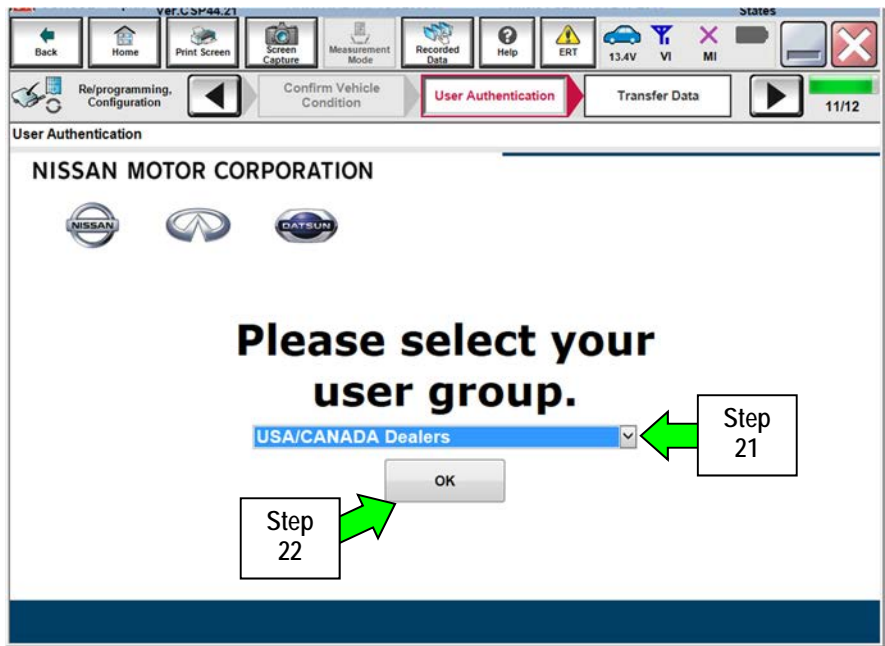 Ver.CSP44.21 States
Back Home Print Screen Screen Capture Measurement Mode Recorded Data Help ERT 13.4V VI MI
Re/programming, Configuration
Confirm Vehicle Condition
User Authentication
Transfer Data
11/12
User Authentication
NISSAN MOTOR CORPORATION
NISSAN
DATSUN
Please select your
user group.
USA/CANADA Dealers
Step
21
OK
Step
22